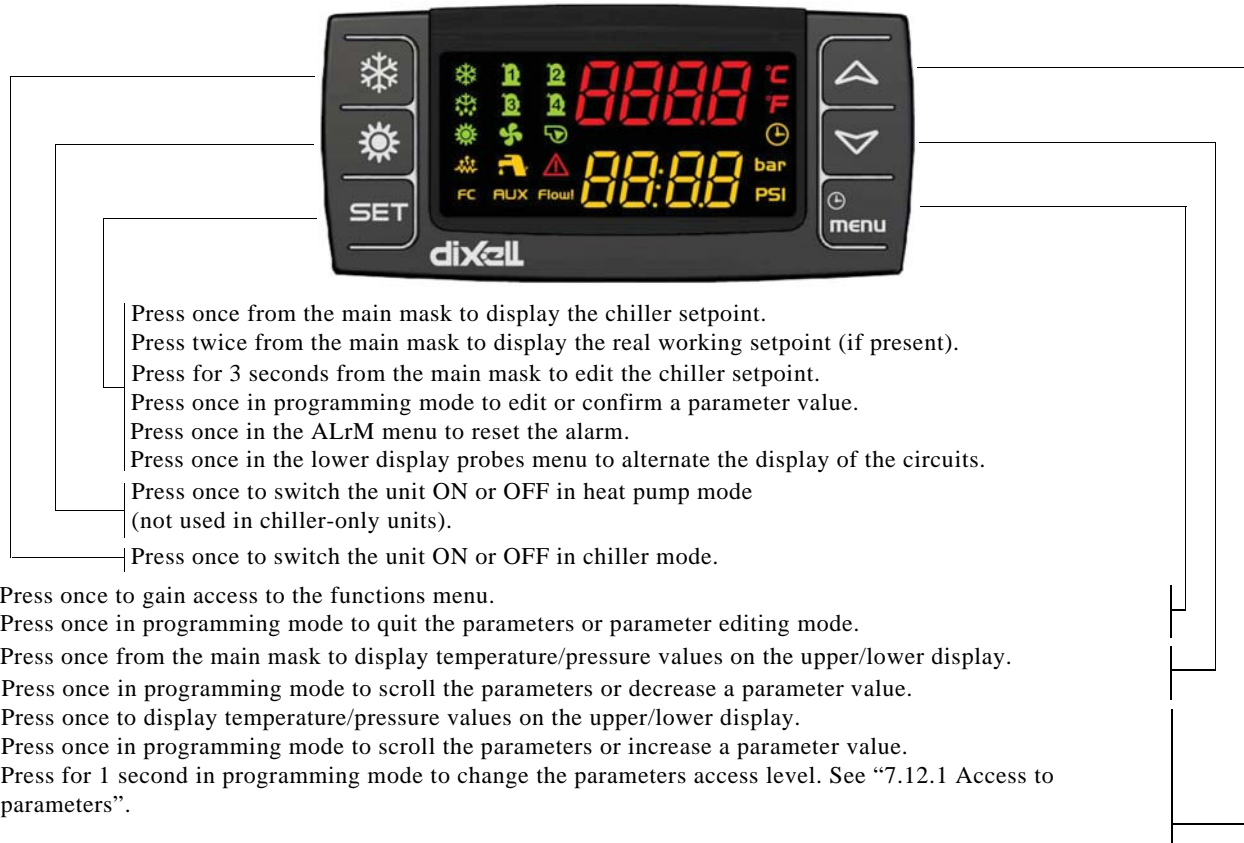 88:8.8 °C
°F
88:8.8 bar
FC AUX Flow! PSI
SET
menu
dixell
Press once from the main mask to display the chiller setpoint.
Press twice from the main mask to display the real working setpoint (if present).
Press for 3 seconds from the main mask to edit the chiller setpoint.
Press once in programming mode to edit or confirm a parameter value.
Press once in the ALrM menu to reset the alarm.
Press once in the lower display probes menu to alternate the display of the circuits.
Press once to switch the unit ON or OFF in heat pump mode
(not used in chiller-only units).
Press once to switch the unit ON or OFF in chiller mode.
Press once to gain access to the functions menu.
Press once in programming mode to quit the parameters or parameter editing mode.
Press once from the main mask to display temperature/pressure values on the upper/lower display.
Press once in programming mode to scroll the parameters or decrease a parameter value.
Press once to display temperature/pressure values on the upper/lower display.
Press once in programming mode to scroll the parameters or increase a parameter value.
Press for 1 second in programming mode to change the parameters access level. See “7.12.1 Access to
parameters”.